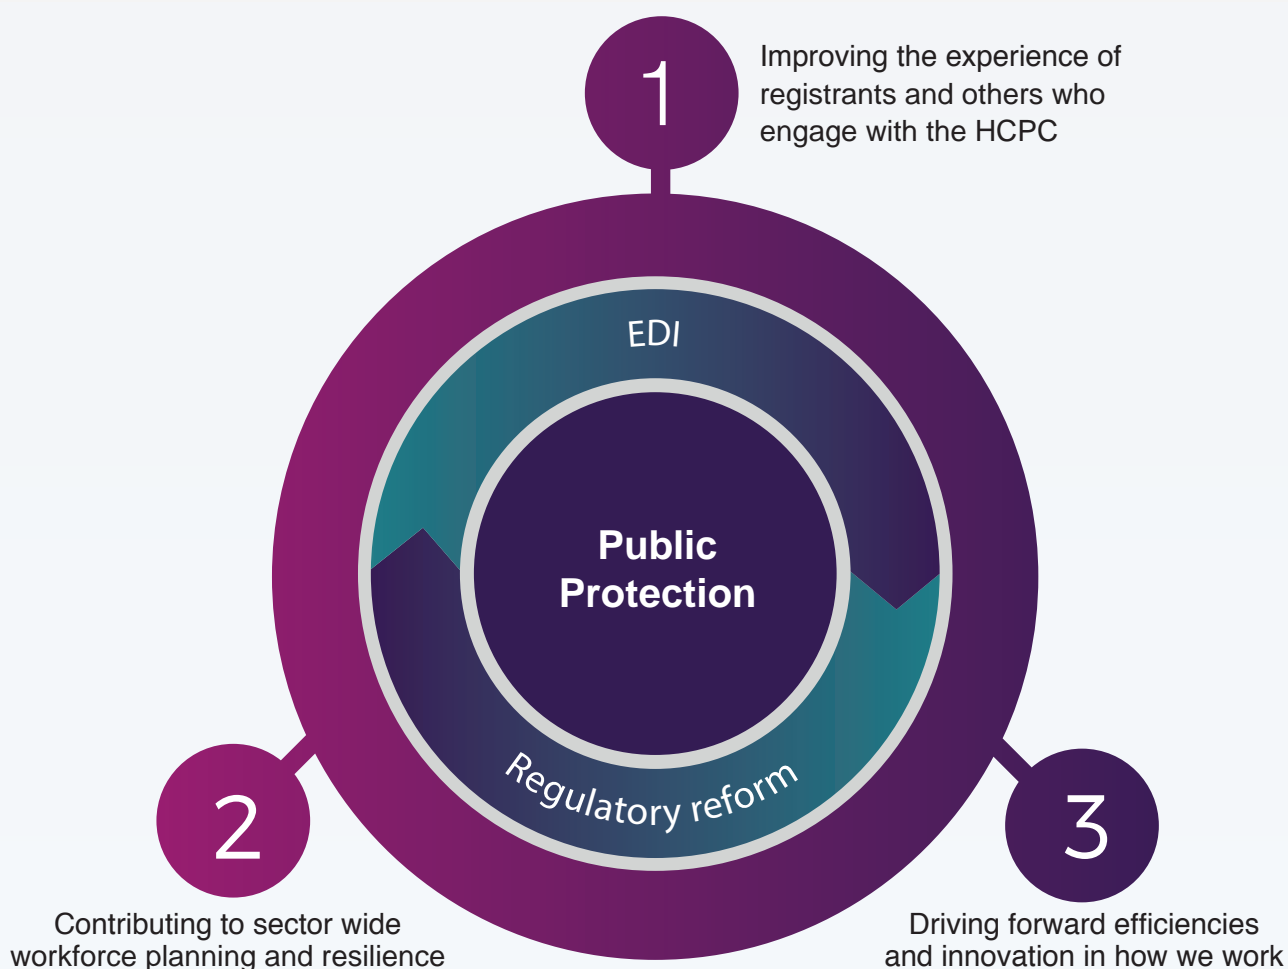 1
Improving the experience of
registrants and others who
engage with the HCPC
EDI
Public
Protection
Regulatory reform
2
Contributing to sector wide
workforce planning and resilience
3
Driving forward efficiencies
and innovation in how we work